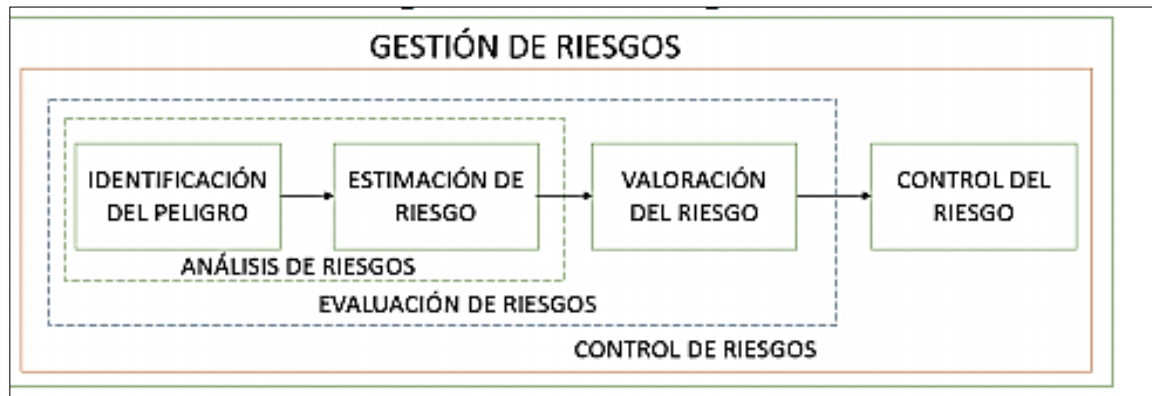 GESTIÓN DE RIESGOS
IDENTIFICACIÓN
DEL PELIGRO
ESTIMACIÓN DE
RIESGO
VALORACIÓN
DEL RIESGO
CONTROL DEL
RIESGO
ANÁLISIS DE RIESGOS
EVALUACIÓN DE RIESGOS
CONTROL DE RIESGOS